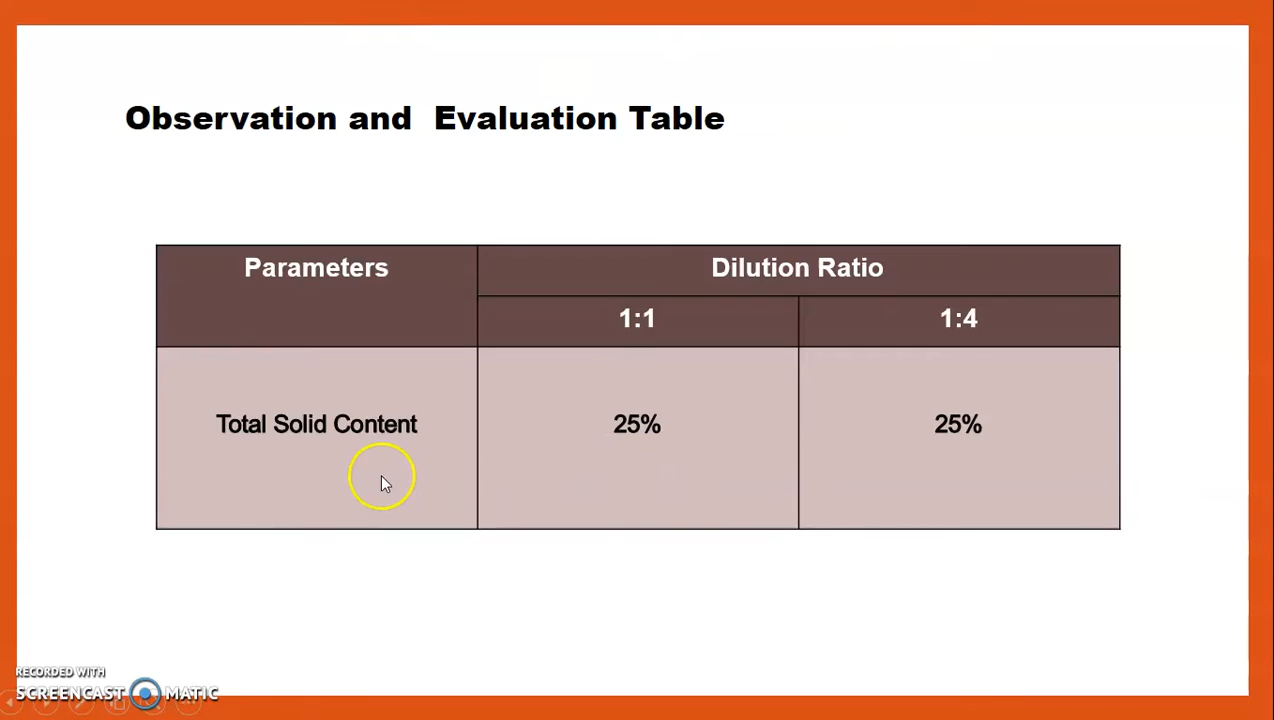 Observation and  Evaluation Table
Parameters
Dilution Ratio
1:1
1:4
Total Solid Content
25%
25%
RECORDED WITH
SCREENCAST MATIC